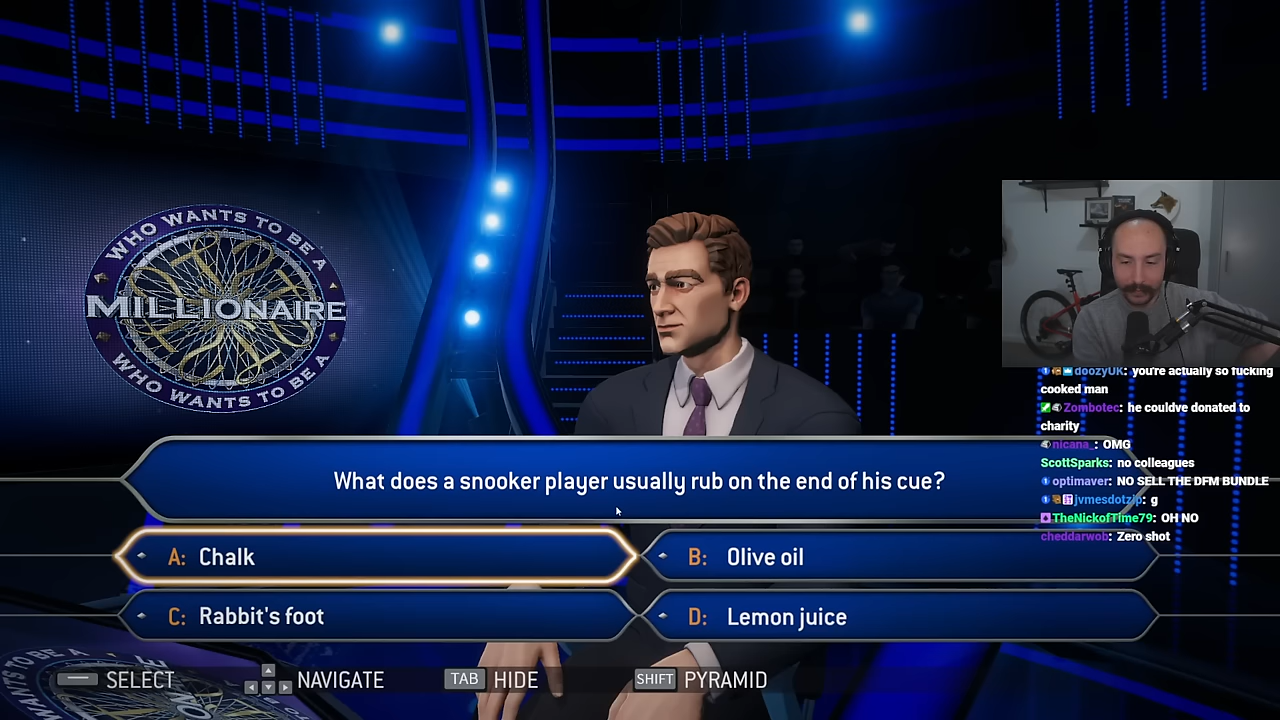 WHO WANTS TO BE A
MILLIONAIRE
WHO WANTS TO BE A
doozyUK: you're actually so fucking
cooked man
Zombotec: he couldve donated to
charity
nicana_: OMG
ScottSparks: no colleagues
optimaver: NO SELL THE DFM BUNDLE
jvmesdotzip: g
TheNickofTime79: OH NO
cheddarwob: Zero shot
What does a snooker player usually rub on the end of his cue?
A: Chalk
B: Olive oil
C: Rabbit's foot
D: Lemon juice
SELECT
NAVIGATE
TAB HIDE
SHIFT PYRAMID